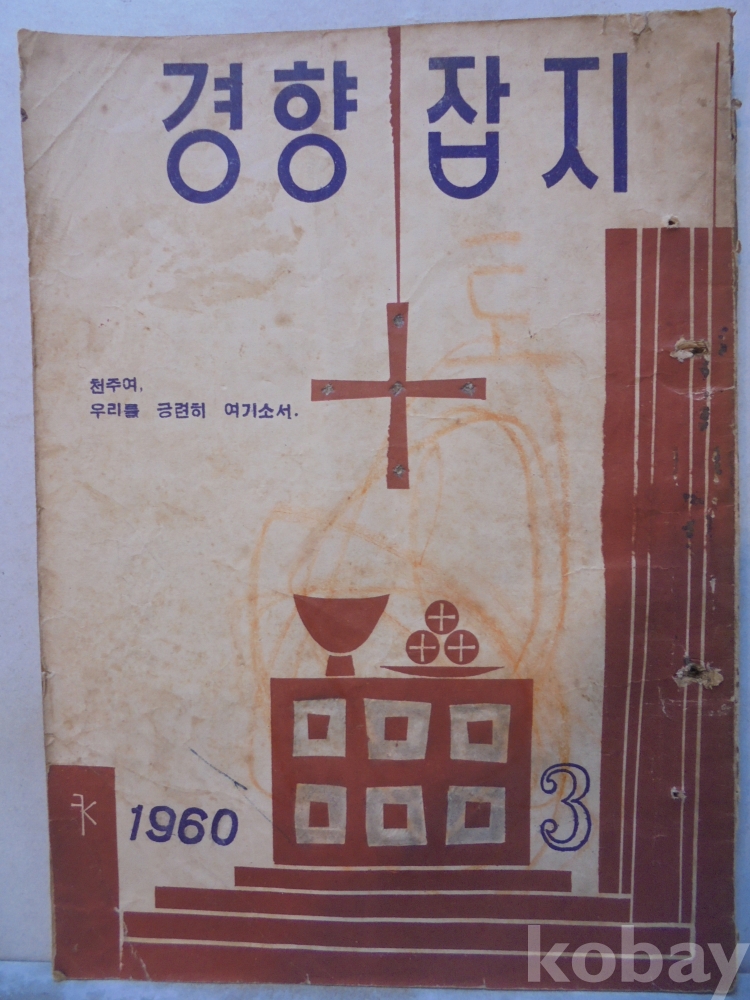 경향 잡지
천주여,
우리를 긍련히 여기소서.
도
1960
3
kobay